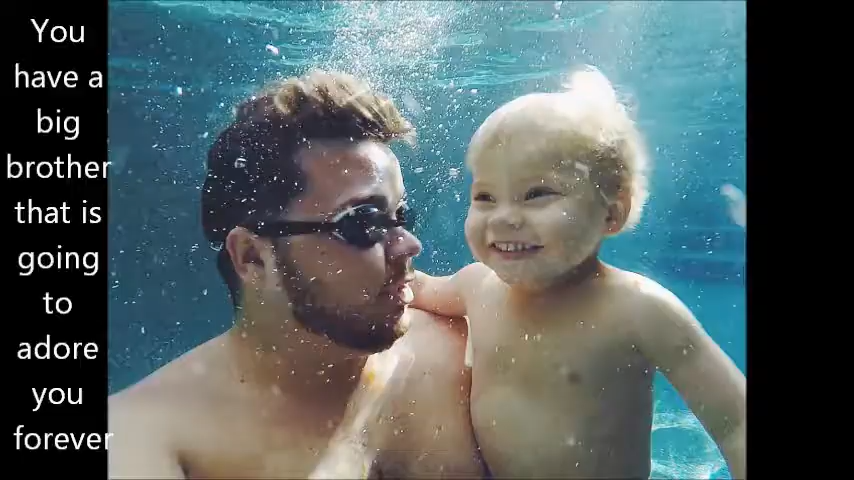 You
have a
big
brother
that is
going
to
adore
you
forever